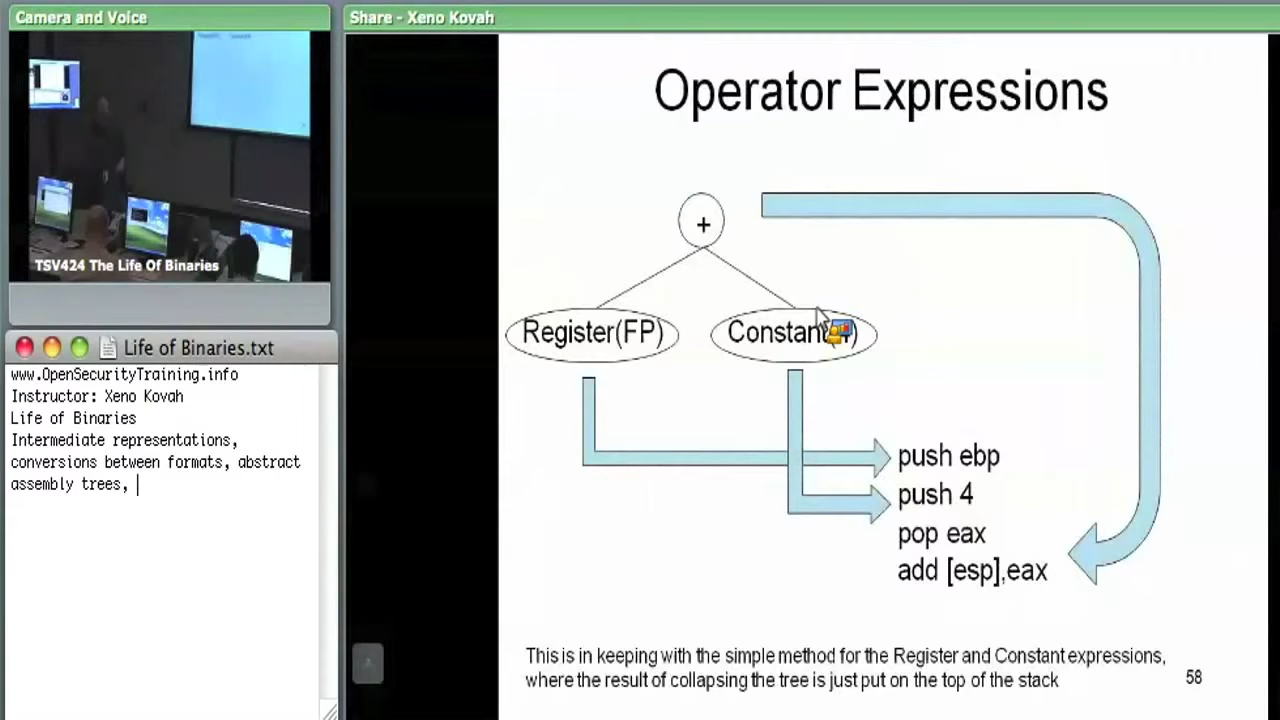 Camera and Voice
TSV424 The Life Of Binaries
Life of Binaries.txt
www.OpenSecurityTraining.info
Instructor: Xeno Kovah
Life of Binaries
Intermediate representations,
conversions between formats, abstract
assembly trees,
Share - Xeno Kovah
Operator Expressions
+
Register(FP)
Constant
push ebp
push 4
pop eax
add [esp],eax
This is in keeping with the simple method for the Register and Constant expressions,
where the result of collapsing the tree is just put on the top of the stack
58